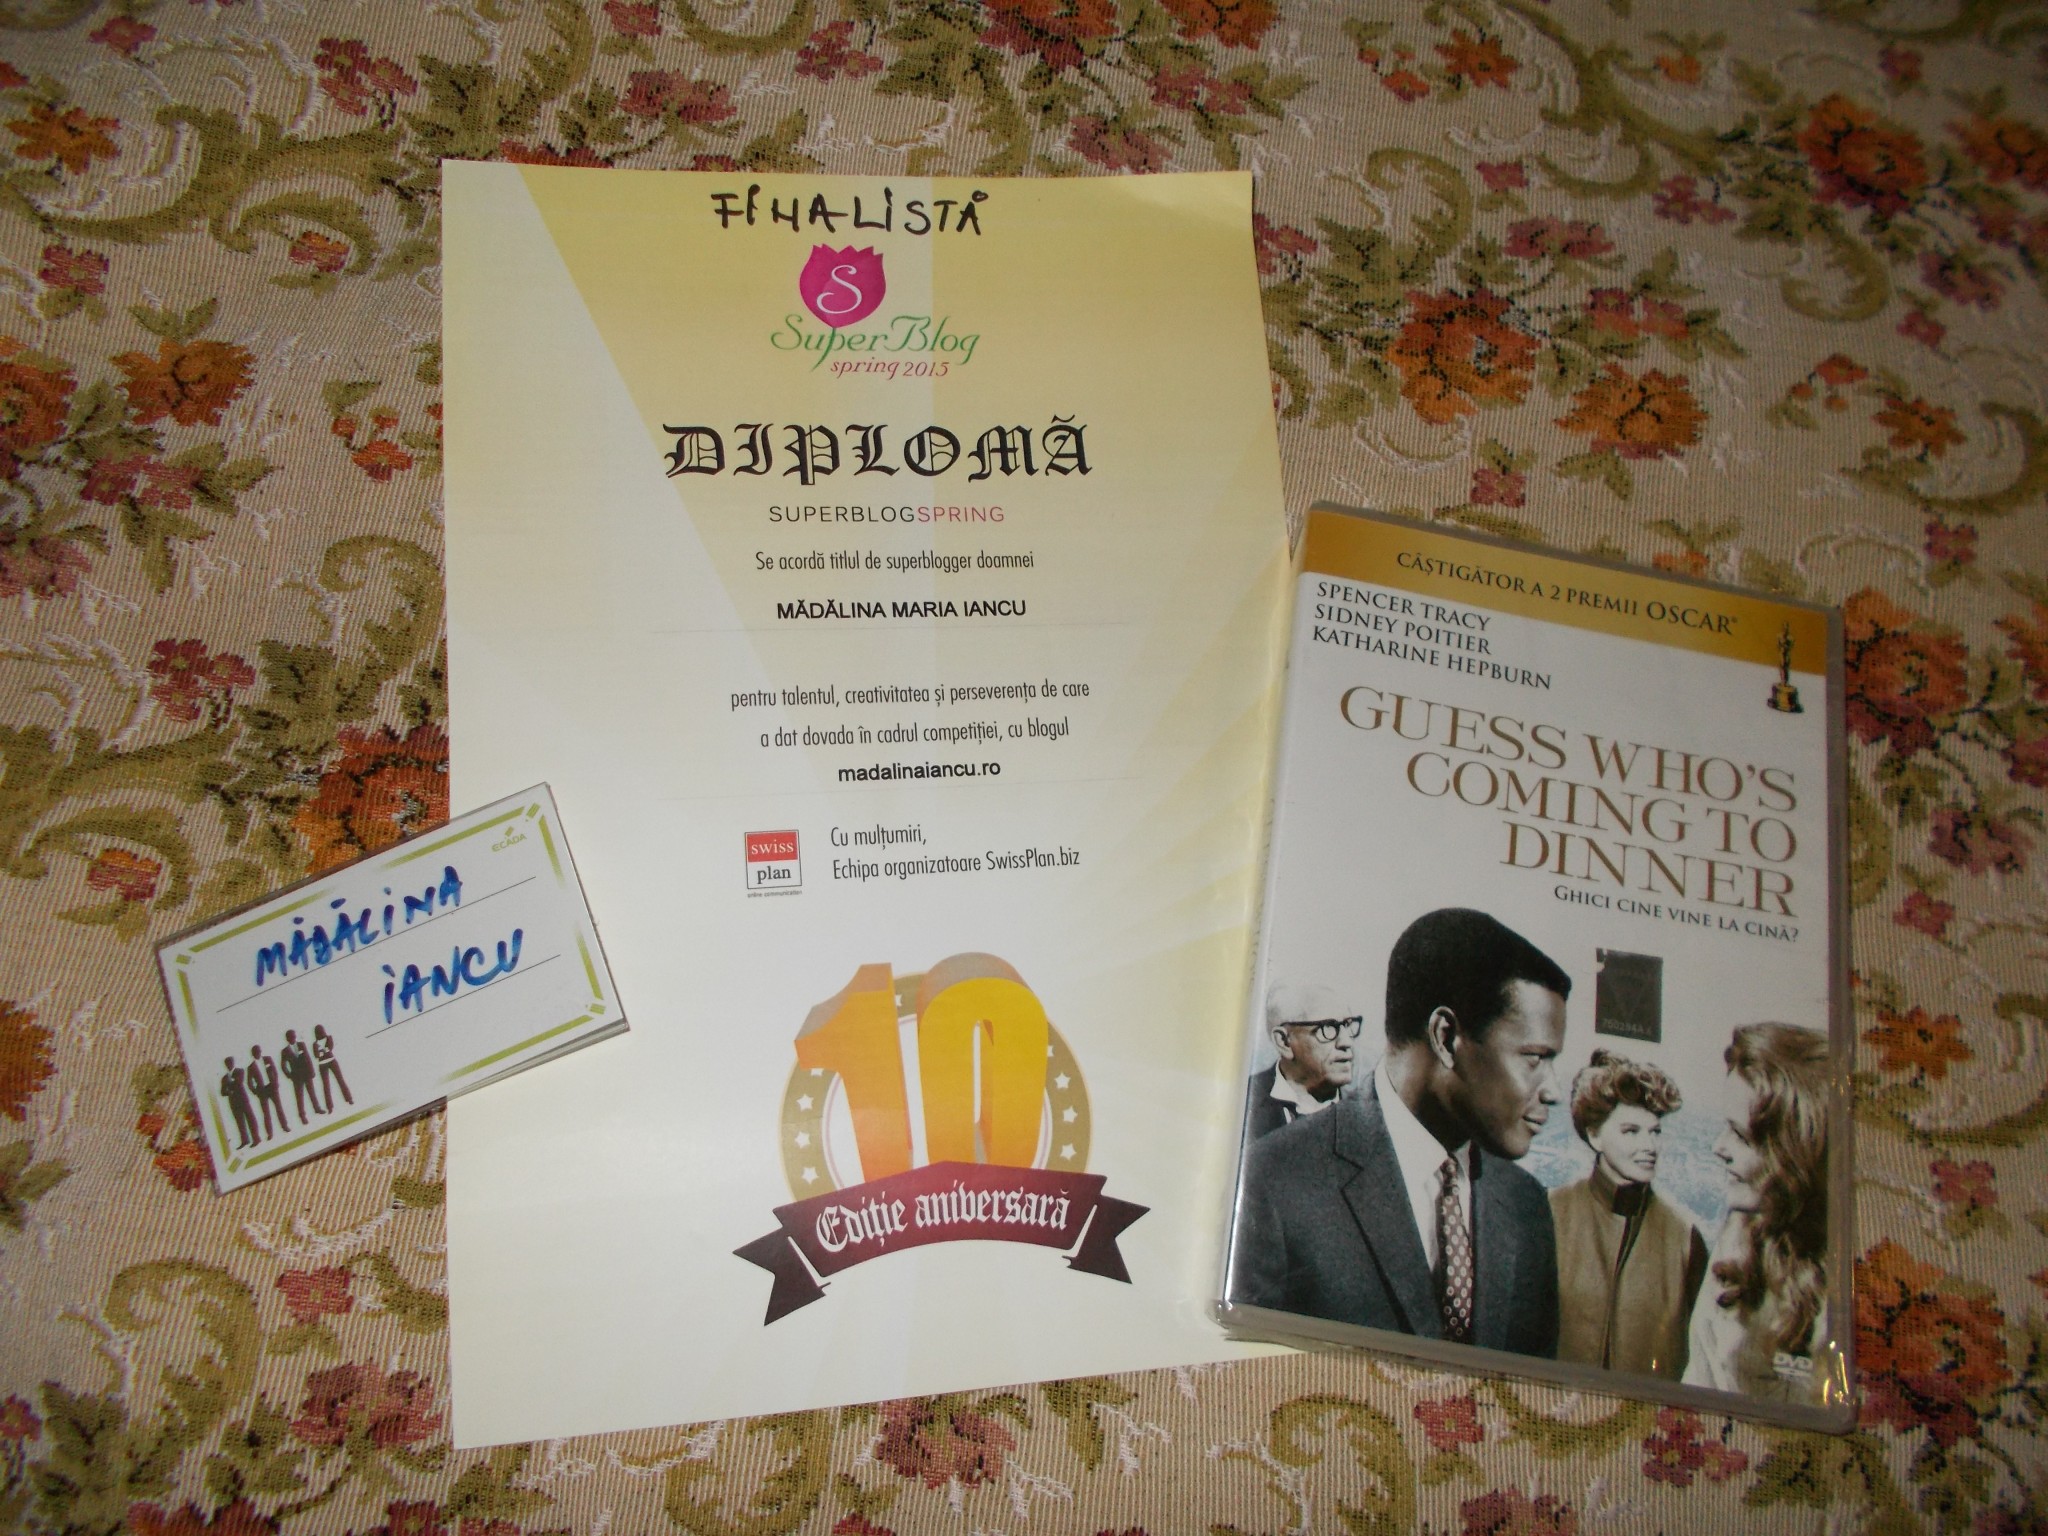 FINALISTĂ
S
SuperBlog
spring 2015
DIPLOMĂ
SUPERBLOGSPRING
Se acordă titlul de superblogger doamnei
MĂDĂLINA MARIA IANCU
pentru talentul, creativitatea și perseverența de care
a dat dovada în cadrul competiției, cu blogul
madalinaiancu.ro
swiss
plan
online communication
Cu mulțumiri,
Echipa organizatoare SwissPlan.biz
10
Ediție aniversară
ECADA
MĂDĂLINA
IANCU
CÂȘTIGĂTOR A 2 PREMII OSCAR®
SPENCER TRACY
SIDNEY POITIER
KATHARINE HEPBURN
GUESS WHO'S
COMING TO
DINNER
GHICI CINE VINE LA CINĂ?
DVD